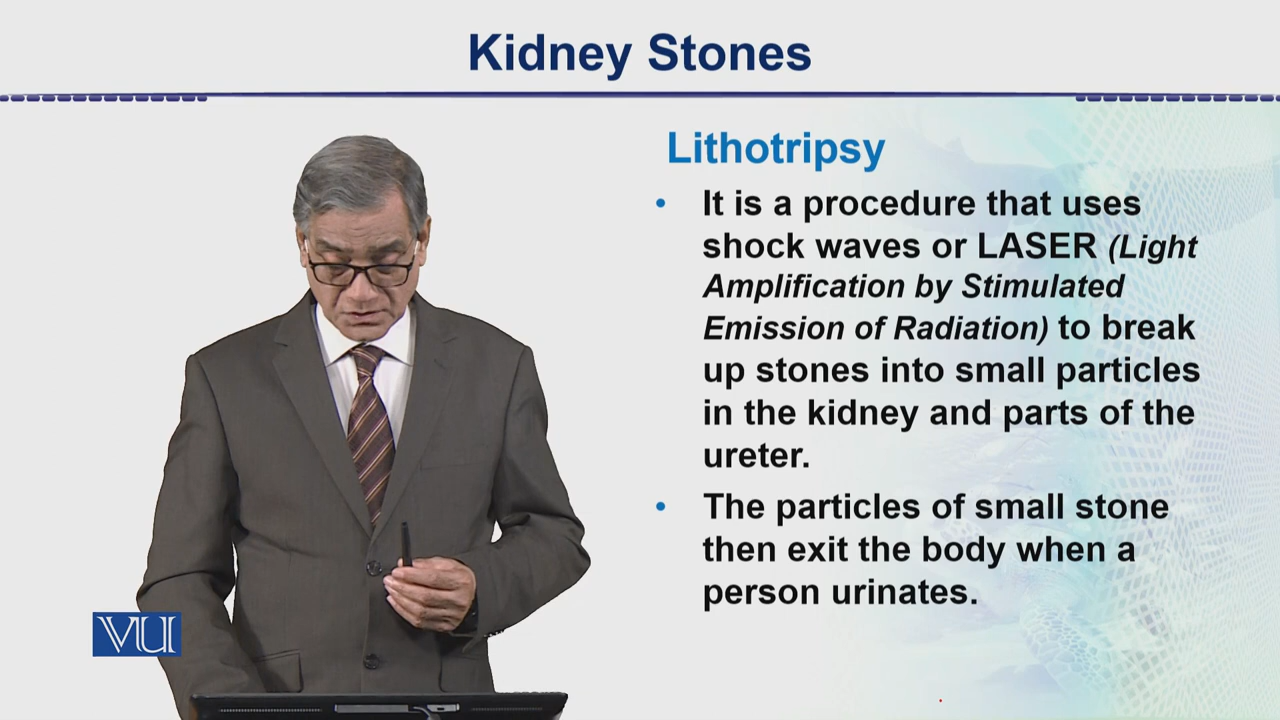 Kidney Stones
Lithotripsy
• It is a procedure that uses
shock waves or LASER (Light
Amplification by Stimulated
Emission of Radiation) to break
up stones into small particles
in the kidney and parts of the
ureter.
• The particles of small stone
then exit the body when a
person urinates.
VU